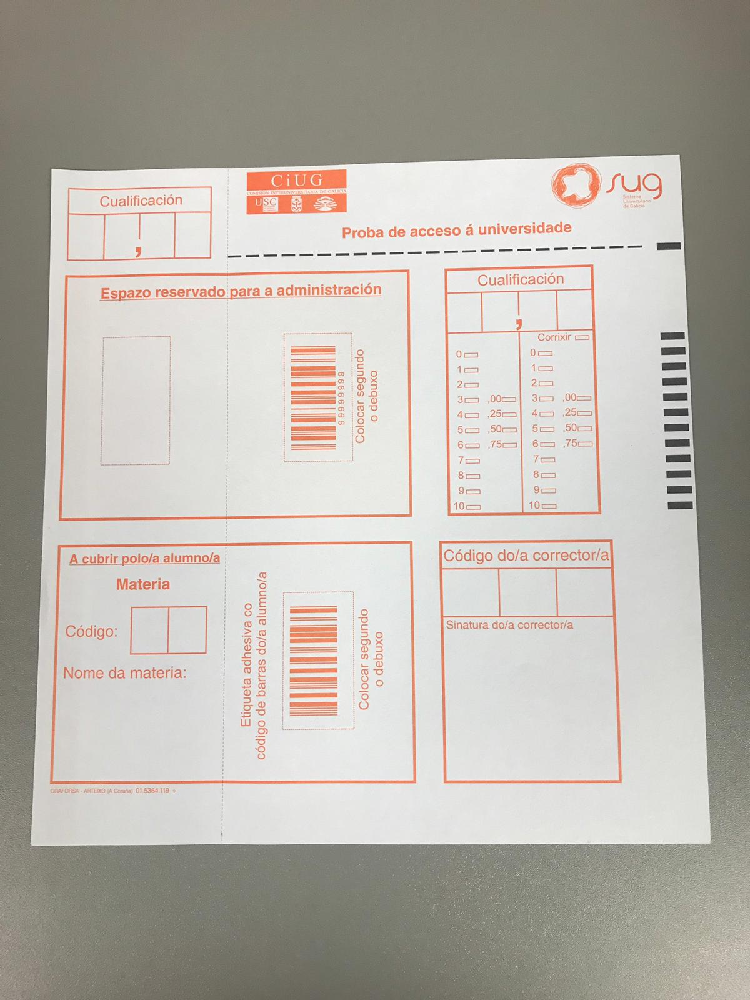 Cualificación
,
CiUG
COMISIÓN INTERUNIVERSITARIA DE GALICIA
USC
sug
Sistema
Universitario
de Galicia
Proba de acceso á universidade
Espazo reservado para a administración
9999999
Colocar segundo
o debuxo
Cualificación
,
Corrixir
0 0
1 1
2 2
3 ,00 3 ,00
4 ,25 4 ,25
5 ,50 5 ,50
6 ,75 6 ,75
7 7
8 8
9 9
10 10
A cubrir polo/a alumno/a
Materia
Código:
Nome da materia:
Etiqueta adhesiva co
código de barras do/a alumno/a
Colocar segundo
o debuxo
Código do/a corrector/a
Sinatura do/a corrector/a
GRAFORSA - ARTEIXO (A Coruña) 01.5364.119 +